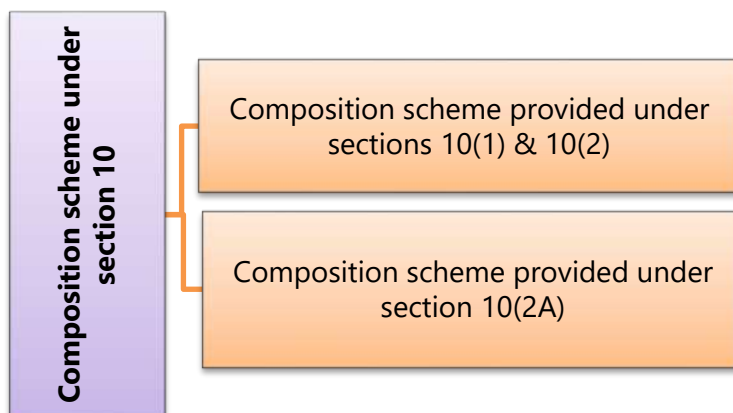 Composition scheme under
section 10
Composition scheme provided under
sections 10(1) & 10(2)
Composition scheme provided under
section 10(2A)